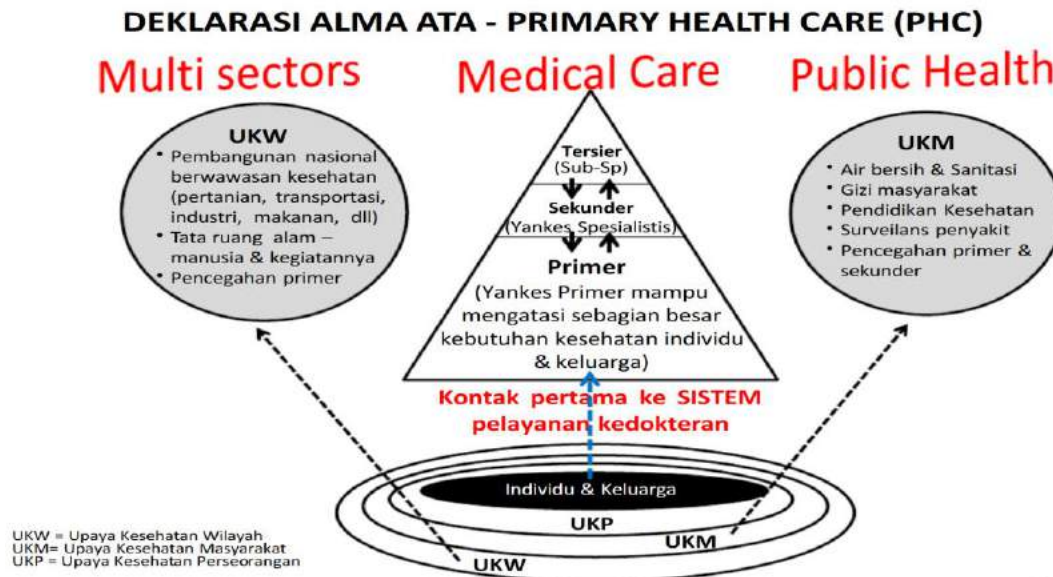 DEKLARASI ALMA ATA - PRIMARY HEALTH CARE (PHC)
Multi sectors
Medical Care
Public Health
UKW
• Pembangunan nasional
berwawasan kesehatan
(pertanian, transportasi,
industri, makanan, dll)
• Tata ruang alam –
manusia & kegiatannya
• Pencegahan primer
Tersier
(Sub-Sp)
Sekunder
(Yankes Spesialistis)
Primer
(Yankes Primer mampu
mengatasi sebagian besar
kebutuhan kesehatan individu
& keluarga)
UKM
• Air bersih & Sanitasi
• Gizi masyarakat
• Pendidikan Kesehatan
• Surveilans penyakit
• Pencegahan primer &
sekunder
Kontak pertama ke SISTEM
pelayanan kedokteran
Individu & Keluarga
UKP
UKM
UKW
UKW = Upaya Kesehatan Wilayah
UKM= Upaya Kesehatan Masyarakat
UKP = Upaya Kesehatan Perseorangan